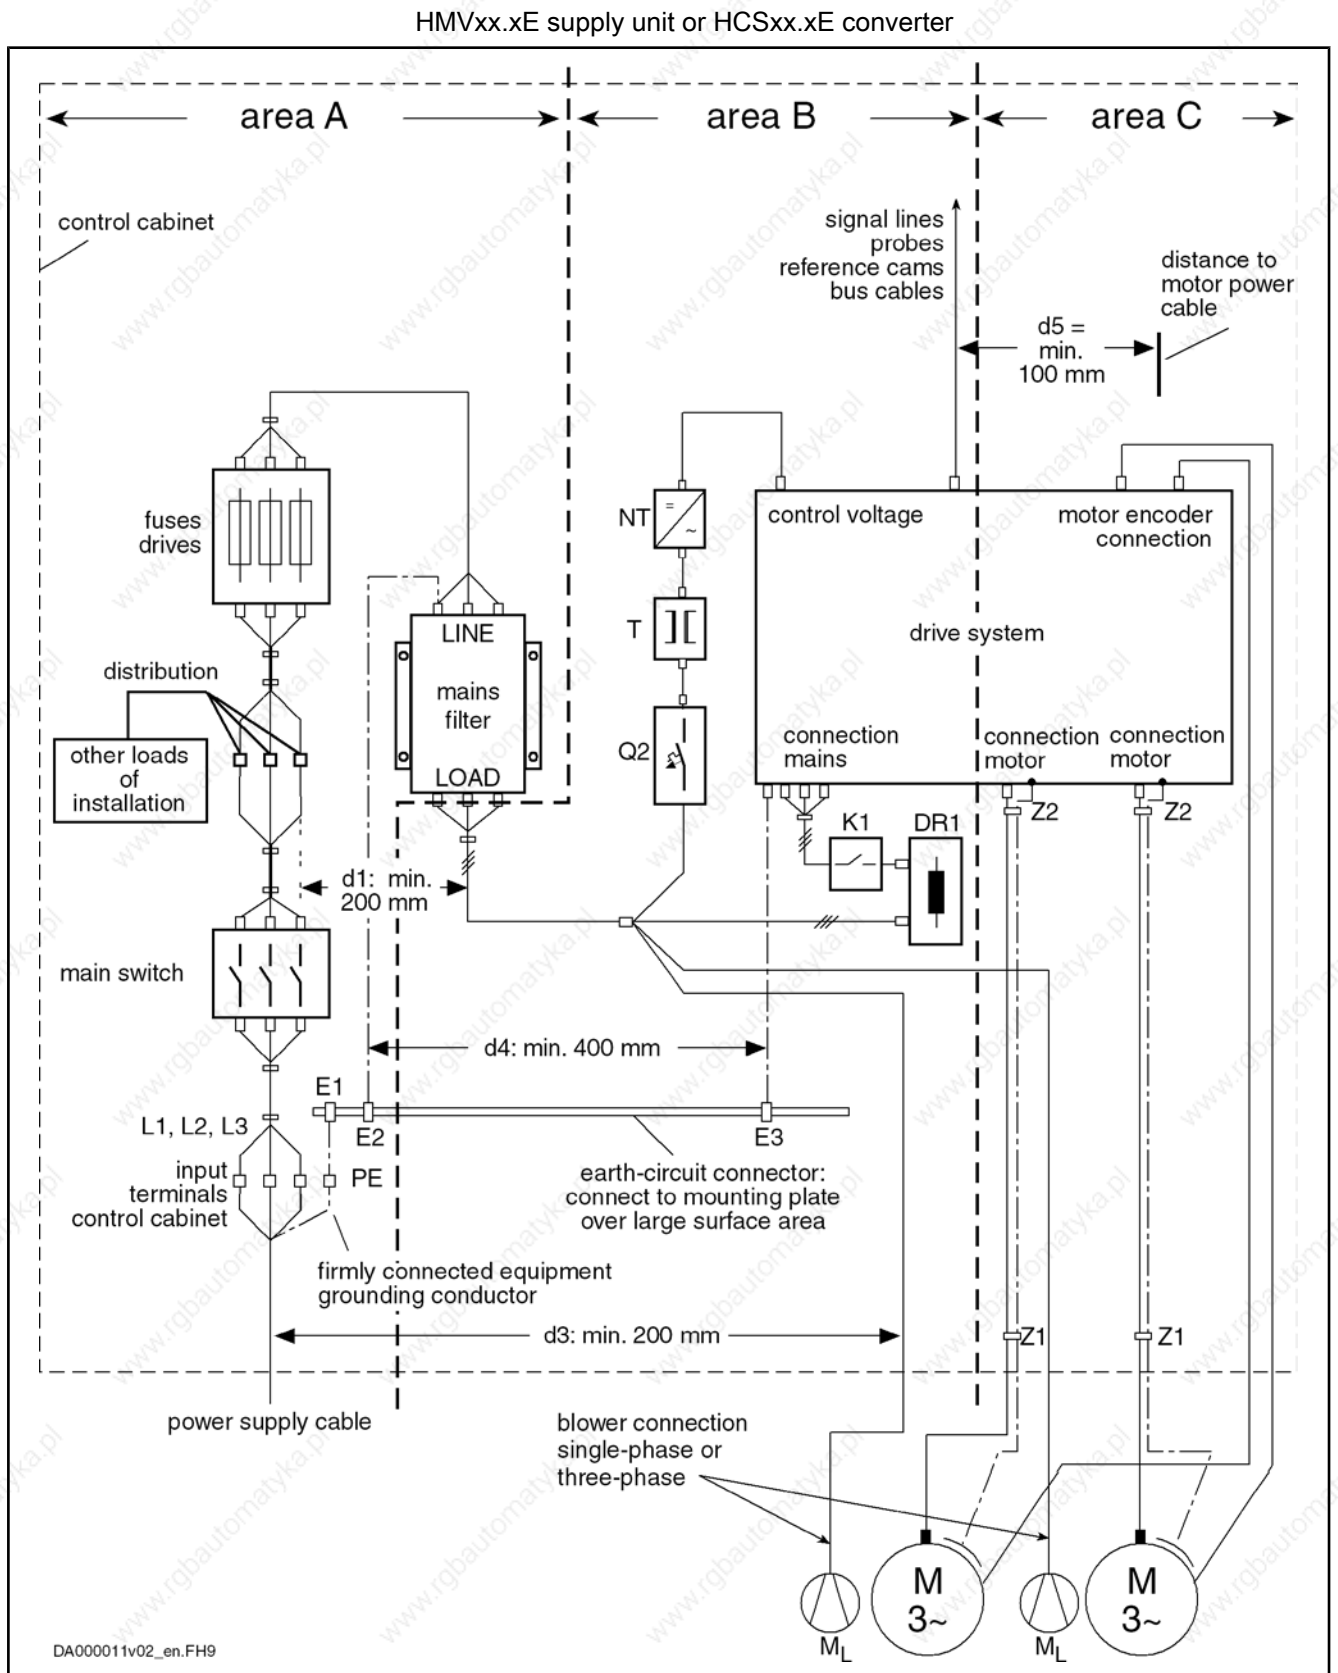 HMVxx.xE supply unit or HCSxx.xE converter
area A
area B
area C
control cabinet
signal lines
probes
reference cams
bus cables
distance to
motor power
cable
d5 =
min.
100 mm
fuses
drives
NT
=
~
control voltage
motor encoder
connection
T
LINE
drive system
distribution
mains
filter
Q2
connection
mains
connection
motor
connection
motor
other loads
of
installation
LOAD
Z2
Z2
K1
DR1
d1: min.
200 mm
main switch
d4: min. 400 mm
E1
L1, L2, L3
E2
E3
input
terminals
control cabinet
PE
earth-circuit connector:
connect to mounting plate
over large surface area
firmly connected equipment
grounding conductor
d3: min. 200 mm
Z1
Z1
power supply cable
blower connection
single-phase or
three-phase
M
3~
M
3~
ML
ML
DA000011v02_en.FH9
www.rgbautomatyka.pl